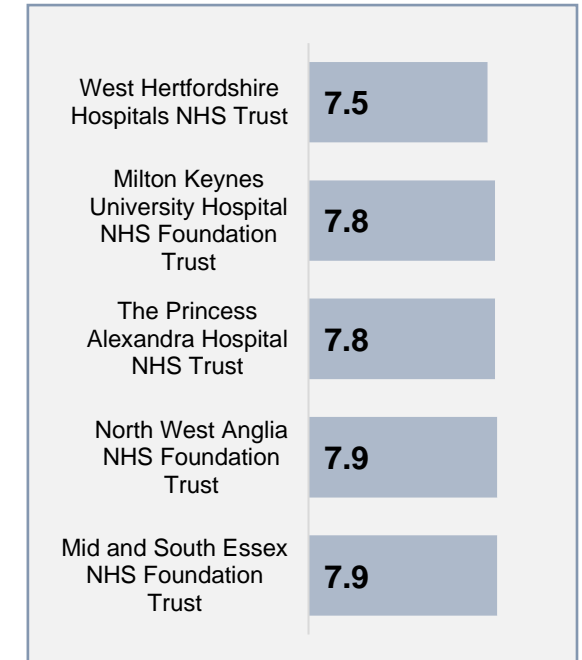 West Hertfordshire
Hospitals NHS Trust
7.5
Milton Keynes
University Hospital
NHS Foundation
Trust
7.8
The Princess
Alexandra Hospital
NHS Trust
7.8
North West Anglia
NHS Foundation
Trust
7.9
Mid and South Essex
NHS Foundation
Trust
7.9